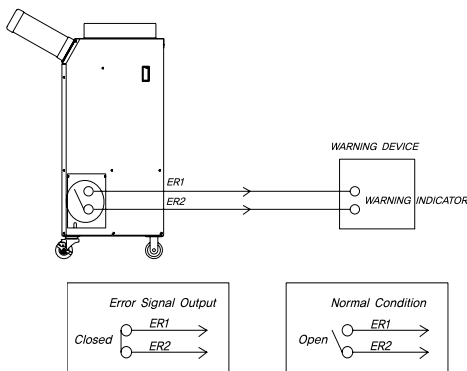 WARNING DEVICE
ER1
ER2
WARNING INDICATOR
Error Signal Output
Closed
ER1
ER2
Normal Condition
Open
ER1
ER2